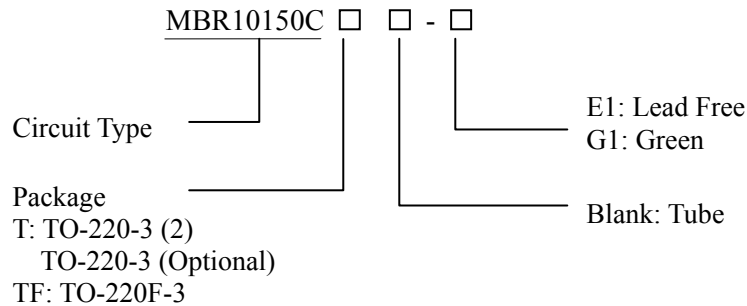 MBR10150C □ □ - □
Circuit Type
Package
T: TO-220-3 (2)
TO-220-3 (Optional)
TF: TO-220F-3
E1: Lead Free
G1: Green
Blank: Tube